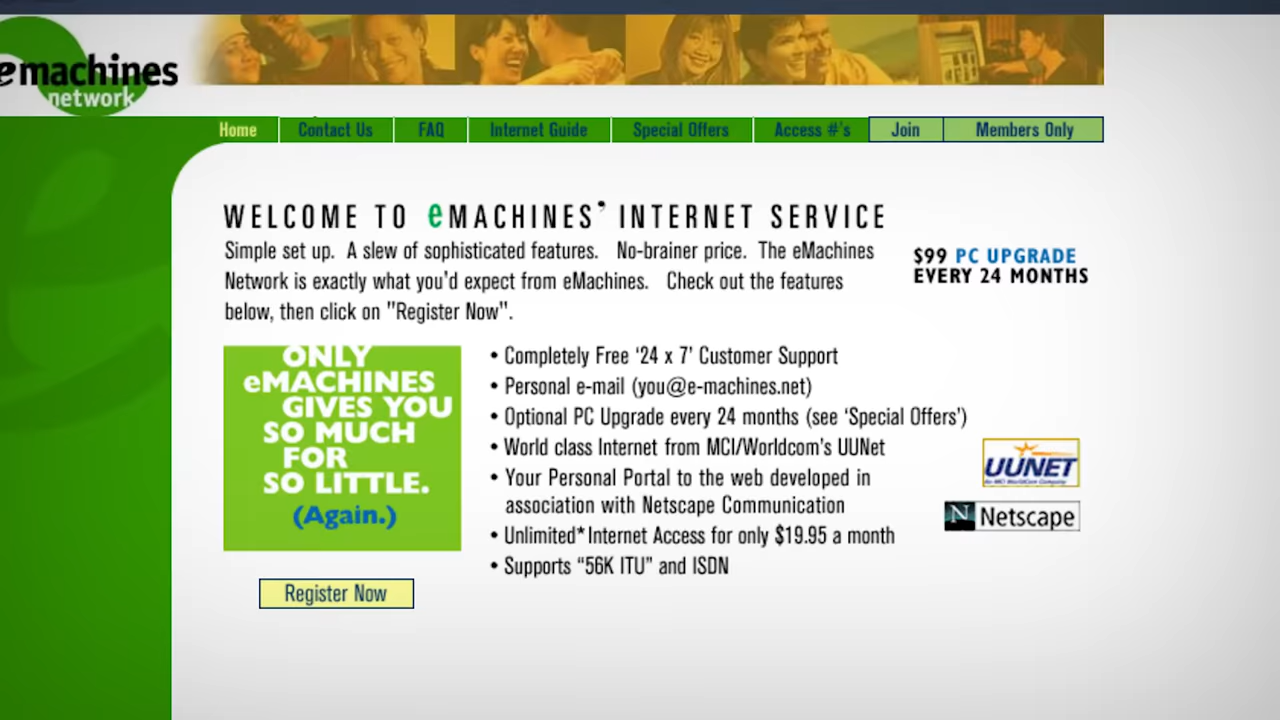 emachines
network
Home Contact Us FAQ Internet Guide Special Offers Access #'s Join Members Only
WELCOME TO eMACHINES' INTERNET SERVICE
Simple set up. A slew of sophisticated features. No-brainer price. The eMachines
Network is exactly what you'd expect from eMachines. Check out the features
below, then click on "Register Now".
$99 PC UPGRADE
EVERY 24 MONTHS
ONLY
eMACHINES
GIVES YOU
SO MUCH
FOR
SO LITTLE.
(Again.)
Register Now
• Completely Free ‘24 x 7’ Customer Support
• Personal e-mail (you@e-machines.net)
• Optional PC Upgrade every 24 months (see ‘Special Offers’)
• World class Internet from MCI/Worldcom's UUNet
• Your Personal Portal to the web developed in
association with Netscape Communication
• Unlimited* Internet Access for only $19.95 a month
• Supports “56K ITU” and ISDN
UUNET
An MCI WorldCom Company
N Netscape